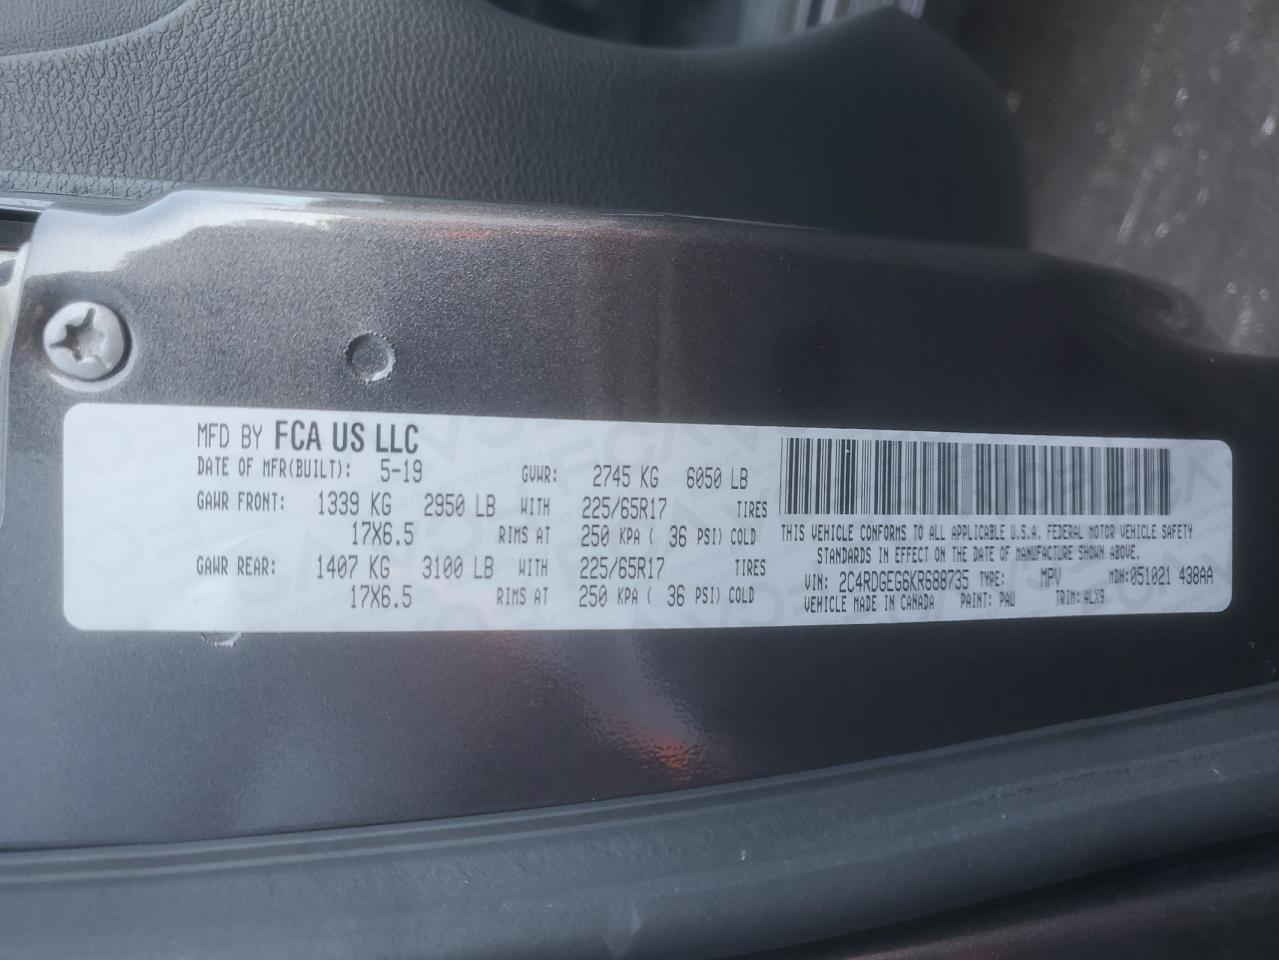 MFD BY FCA US LLC
DATE OF MFR(BUILT): 5-19 GVWR: 2745 KG 6050 LB
GAWR FRONT: 1339 KG 2950 LB WITH 225/65R17 TIRES
17X6.5 RIMS AT 250 KPA ( 36 PSI) COLD
GAWR REAR: 1407 KG 3100 LB WITH 225/65R17 TIRES
17X6.5 RIMS AT 250 KPA ( 36 PSI) COLD
THIS VEHICLE CONFORMS TO ALL APPLICABLE U.S.A. FEDERAL MOTOR VEHICLE SAFETY
STANDARDS IN EFFECT ON THE DATE OF MANUFACTURE SHOWN ABOVE.
VIN: 2C4RDGEG6KR688735 TYPE: MPV MDH:051021 438AA
VEHICLE MADE IN CANADA PAINT: PAU TRIM: ALX9